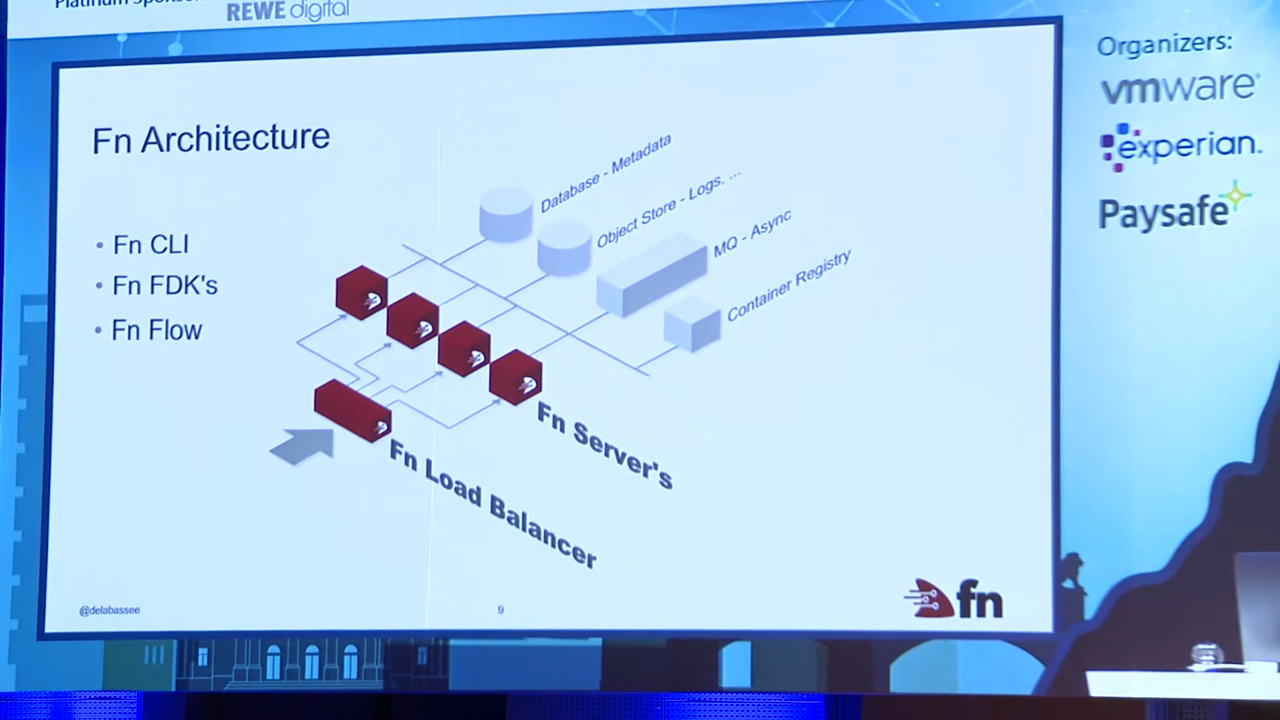 Platinum
REWE digital
Organizers:
vmware
experian.
Paysafe
Fn Architecture
• Fn CLI
• Fn FDK's
• Fn Flow
Database - Metadata
Object Store - Logs, ...
MQ - Async
Container Registry
Fn Server's
Fn Load Balancer
@delabassee
9
fn